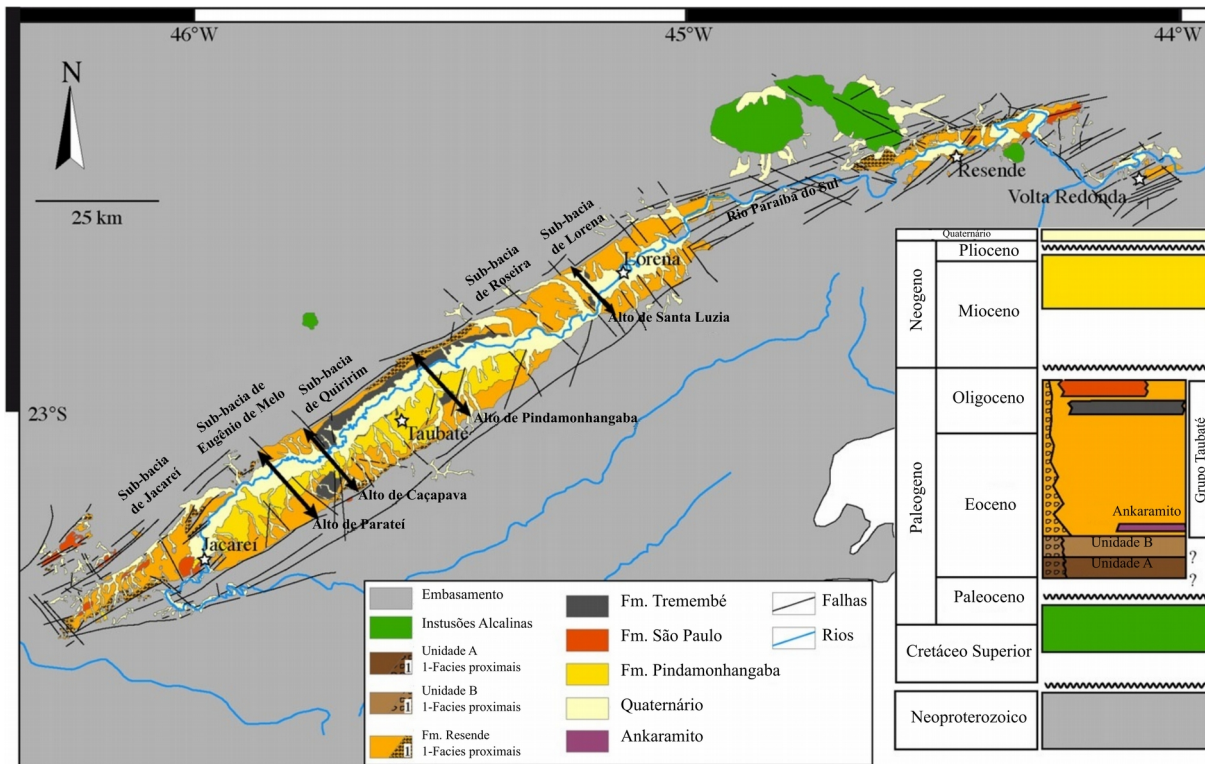 46°W
45°W
44°W
N
25 km
23°S
Resende
Volta Redonda
Rio Paraíba do Sul
Sub-bacia
de Lorena
Lorena
Sub-bacia
de Roseira
Alto de Santa Luzia
Sub-bacia
de Quiririm
Alto de Pindamonhangaba
Taubaté
Sub-bacia de
Eugênio de Melo
Alto de Caçapava
Sub-bacia
de Jacareí
Alto de Parateí
Jacareí
Embasamento
Instusões Alcalinas
Unidade A
1-Facies proximais
1
Unidade B
1-Facies proximais
1
Fm. Resende
1-Facies proximais
1
Fm. Tremembé
Fm. São Paulo
Fm. Pindamonhangaba
Quaternário
Ankaramito
Falhas
Rios
Quaternário
Neogeno
Plioceno
Mioceno
Paleogeno
Oligoceno
Eoceno
Paleoceno
Cretáceo Superior
Neoproterozoico
Grupo Taubaté
Ankaramito
Unidade B
Unidade A
?
?